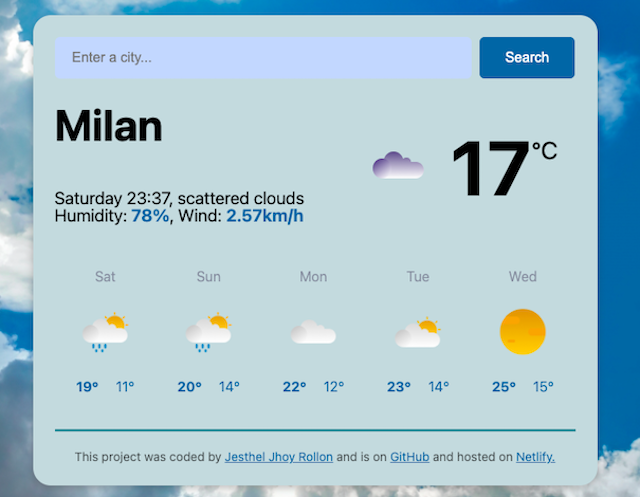 Enter a city...
Search
Milan
17°C
Saturday 23:37, scattered clouds
Humidity: 78%, Wind: 2.57km/h
Sat Sun Mon Tue Wed
19° 11° 20° 14° 22° 12° 23° 14° 25° 15°
This project was coded by Jesthel Jhoy Rollon and is on GitHub and hosted on Netlify.